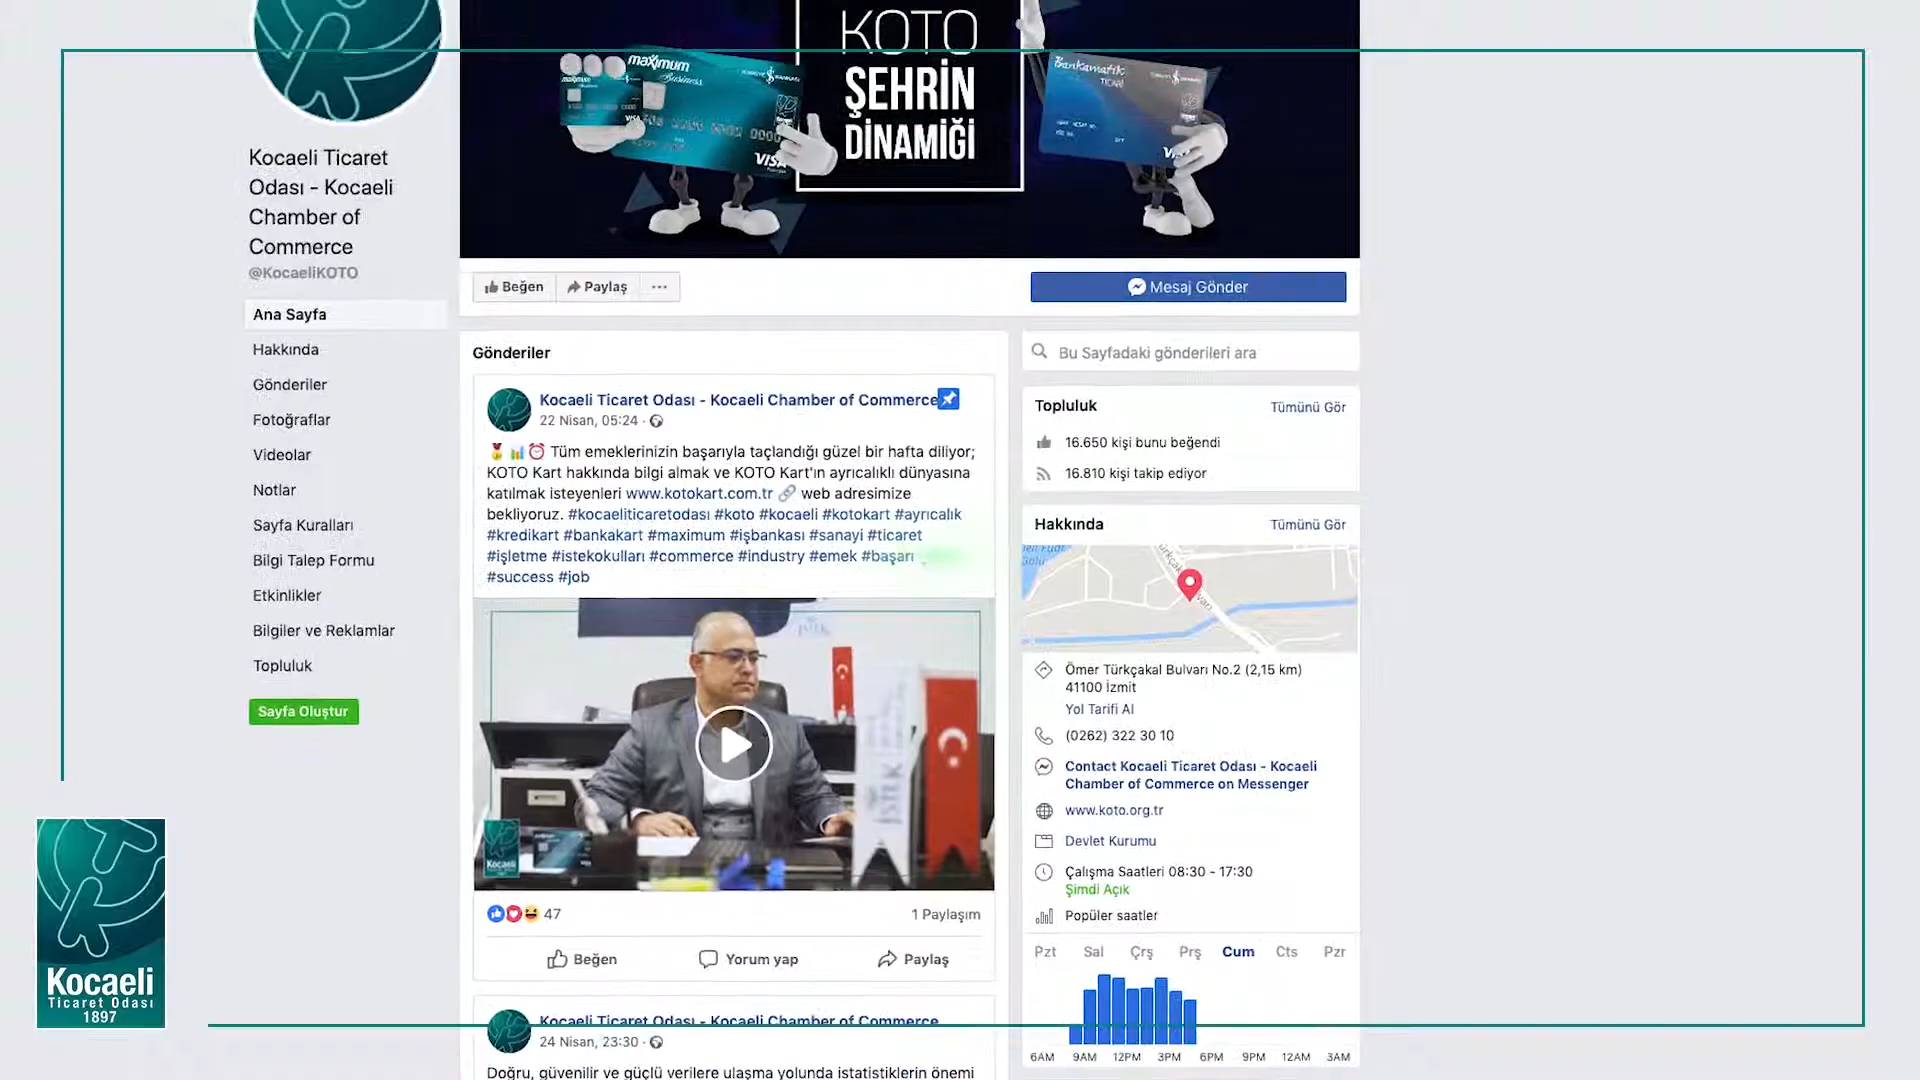 KOTO
ŞEHRİN
DİNAMİĞİ
maximum
Business
VISA
Bankamatik
TİCARİ
Kocaeli Ticaret
Odası - Kocaeli
Chamber of
Commerce
@KocaeliKOTO
Ana Sayfa
Hakkında
Gönderiler
Fotoğraflar
Videolar
Notlar
Sayfa Kuralları
Bilgi Talep Formu
Etkinlikler
Bilgiler ve Reklamlar
Topluluk
Sayfa Oluştur
Beğen
Paylaş
Mesaj Gönder
Gönderiler
Kocaeli Ticaret Odası - Kocaeli Chamber of Commerce
22 Nisan, 05:24 ·
🏅📊⏰ Tüm emeklerinizin başarıyla taçlandığı güzel bir hafta diliyor;
KOTO Kart hakkında bilgi almak ve KOTO Kart'ın ayrıcalıklı dünyasına
katılmak isteyenleri www.kotokart.com.tr 🔗 web adresimize
bekliyoruz. #kocaeliticaretodası #koto #kocaeli #kotokart #ayrıcalık
#kredikart #bankakart #maximum #işbankası #sanayi #ticaret
#işletme #istekokulları #commerce #industry #emek #başarı
#success #job
47
1 Paylaşım
Beğen
Yorum yap
Paylaş
Kocaeli Ticaret Odası - Kocaeli Chamber of Commerce
24 Nisan, 23:30 ·
Doğru, güvenilir ve güçlü verilere ulaşma yolunda istatistiklerin önemi
Bu Sayfadaki gönderileri ara
Topluluk
Tümünü Gör
16.650 kişi bunu beğendi
16.810 kişi takip ediyor
Hakkında
Tümünü Gör
Ömer Türkçakal Bulvarı No.2 (2,15 km)
41100 İzmit
Yol Tarifi Al
(0262) 322 30 10
Contact Kocaeli Ticaret Odası - Kocaeli
Chamber of Commerce on Messenger
www.koto.org.tr
Devlet Kurumu
Çalışma Saatleri 08:30 - 17:30
Şimdi Açık
Popüler saatler
Pzt Sal Çrş Prş Cum Cts Pzr
6AM 9AM 12PM 3PM 6PM 9PM 12AM 3AM
Kocaeli
Ticaret Odası
1897